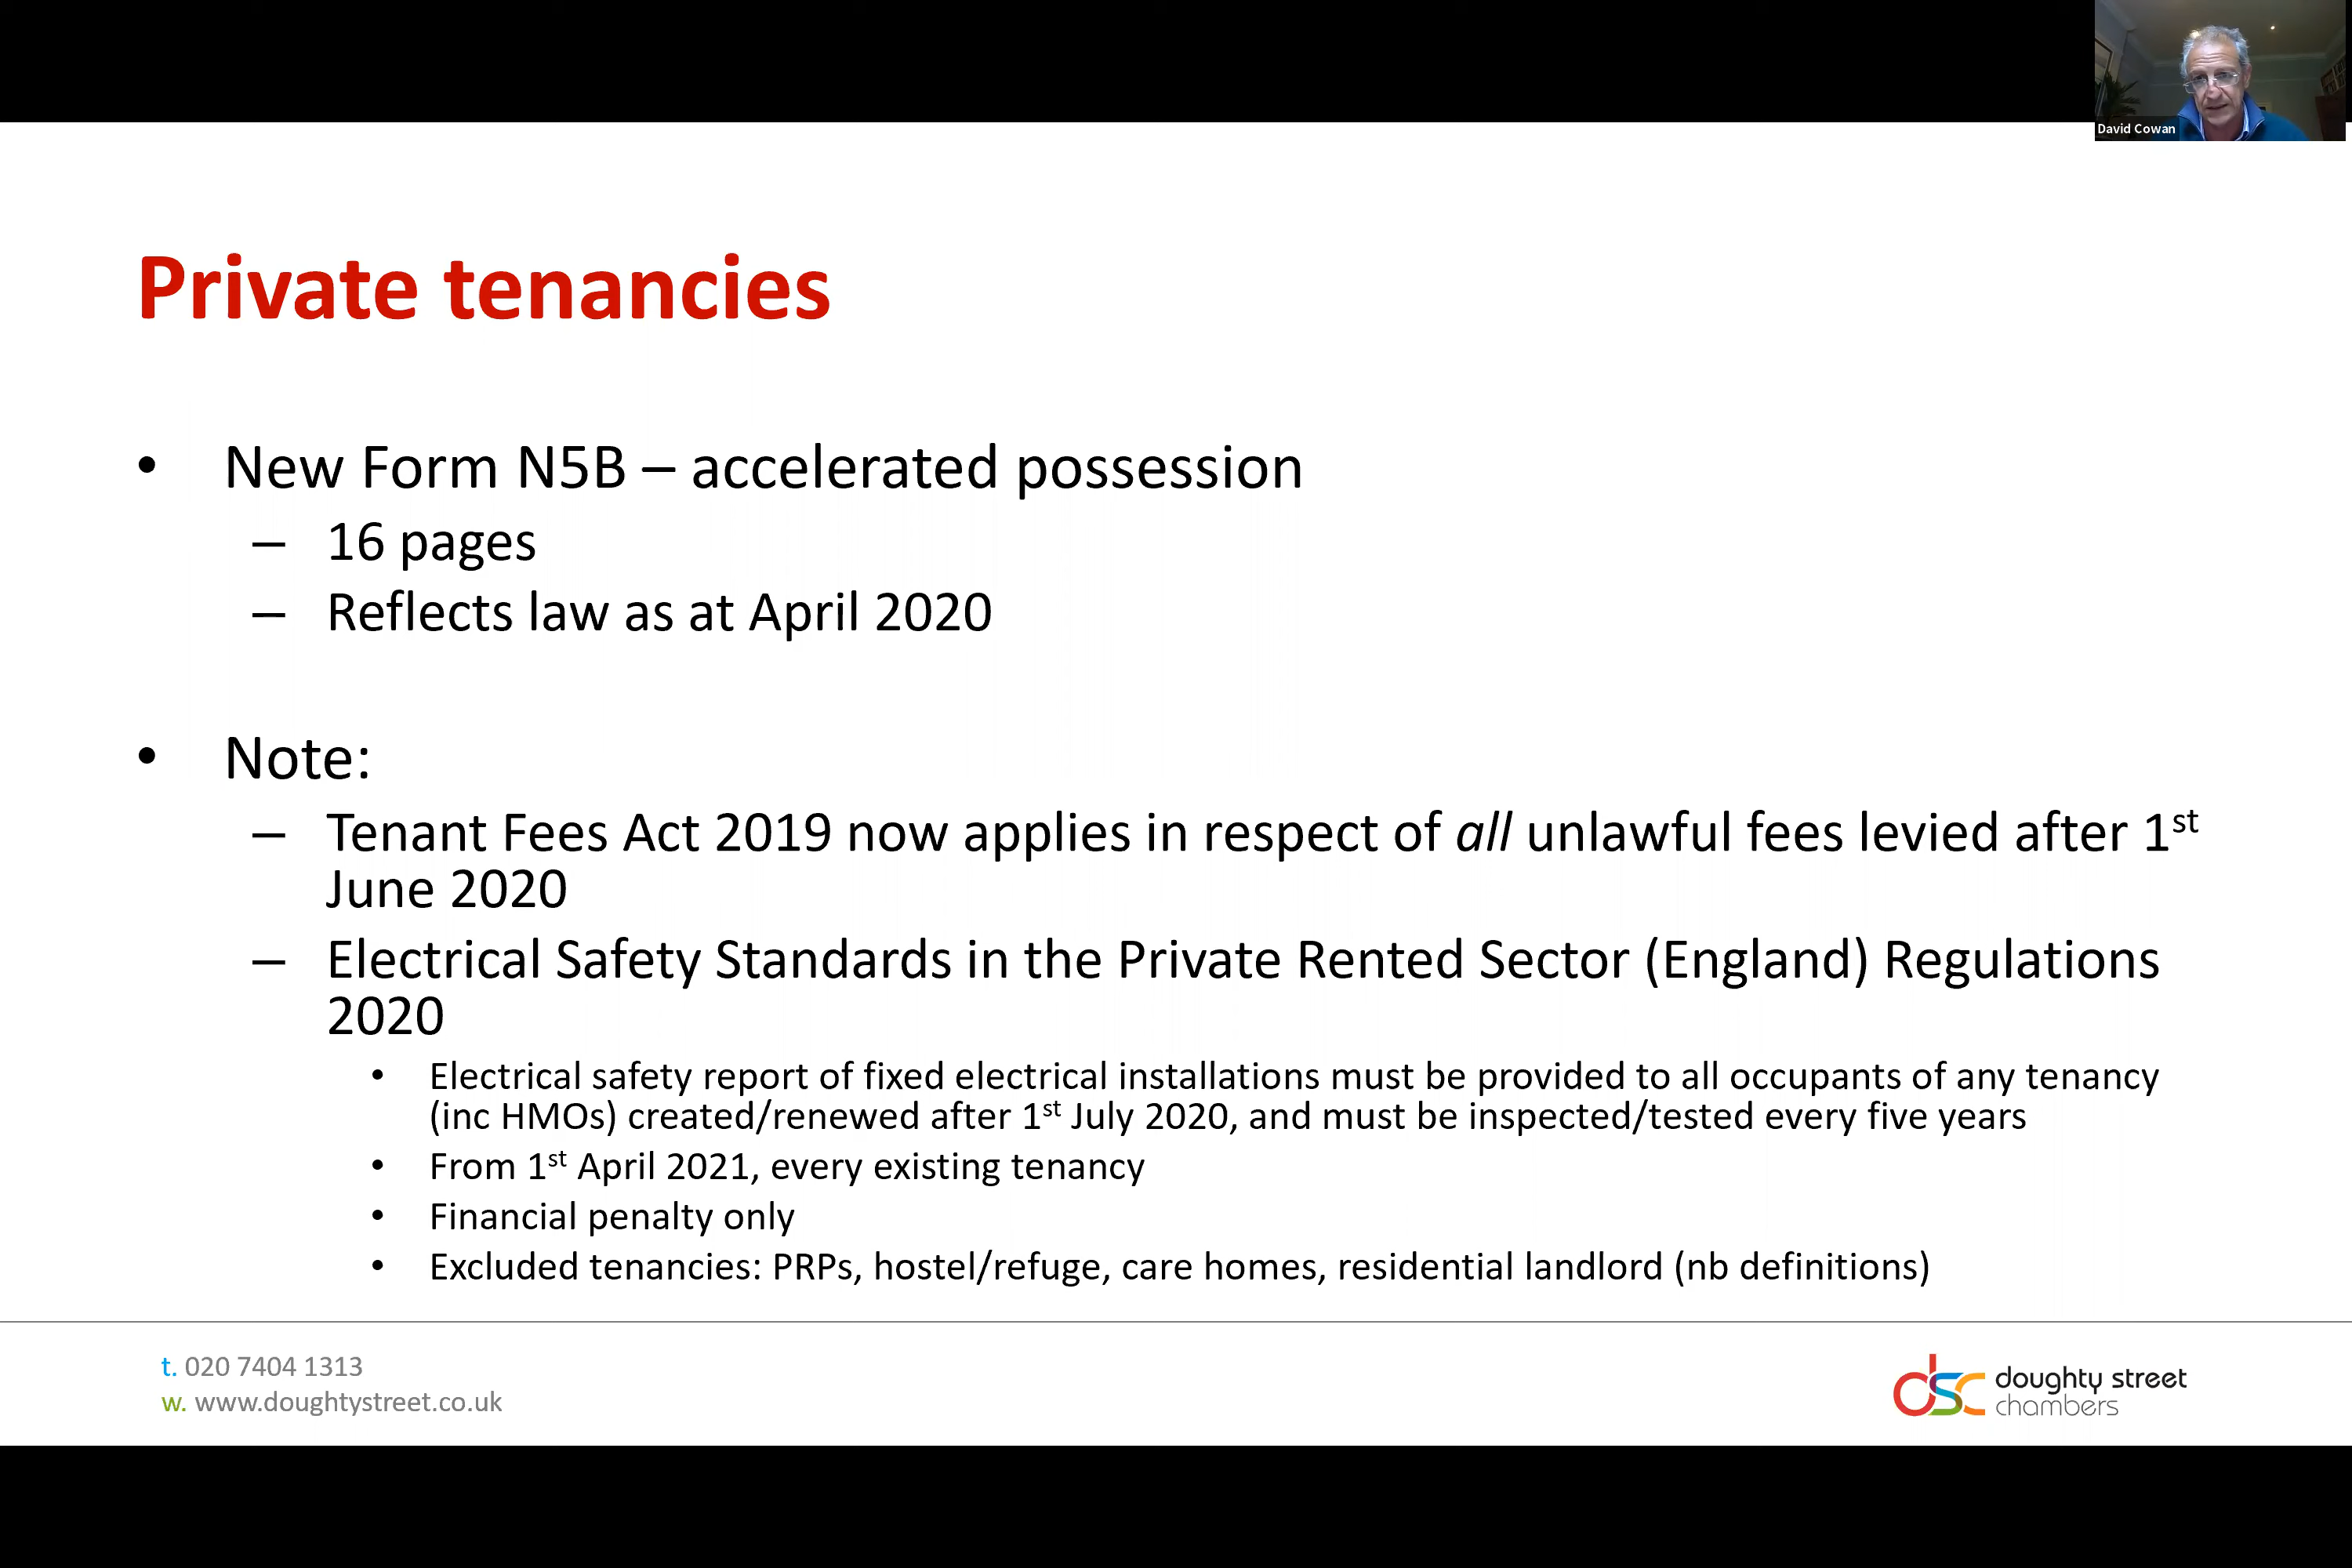 David Cowan
Private tenancies
• New Form N5B – accelerated possession
– 16 pages
– Reflects law as at April 2020
• Note:
– Tenant Fees Act 2019 now applies in respect of all unlawful fees levied after 1st
June 2020
– Electrical Safety Standards in the Private Rented Sector (England) Regulations
2020
• Electrical safety report of fixed electrical installations must be provided to all occupants of any tenancy
(inc HMOs) created/renewed after 1st July 2020, and must be inspected/tested every five years
• From 1st April 2021, every existing tenancy
• Financial penalty only
• Excluded tenancies: PRPs, hostel/refuge, care homes, residential landlord (nb definitions)
t. 020 7404 1313
w. www.doughtystreet.co.uk
dsc doughty street
chambers